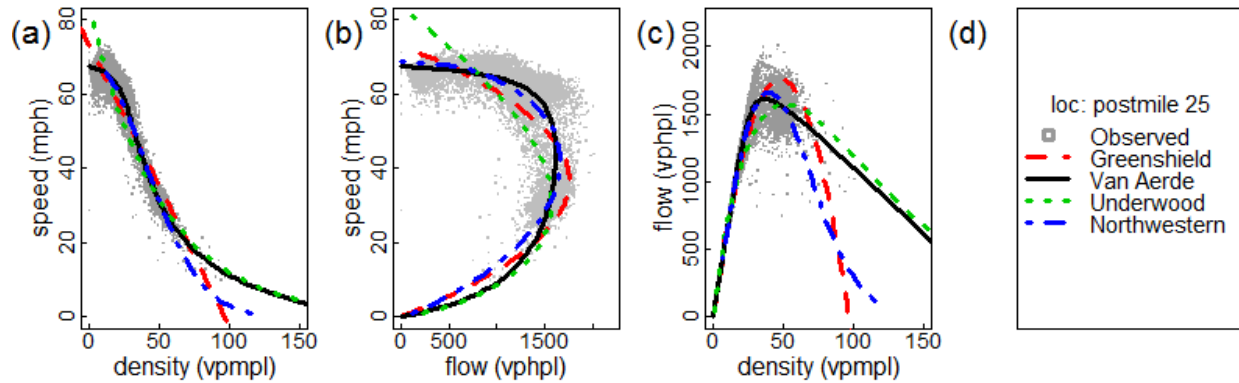 (a)
80
60
40
20
0
speed (mph)
0 50 100 150
density (vpmpl)
(b)
80
60
40
20
0
speed (mph)
0 500 1500
flow (vphpl)
(c)
2000
1500
1000
500
0
flow (vphpl)
0 50 100 150
density (vpmpl)
(d)
loc: postmile 25
Observed
Greenshield
Van Aerde
Underwood
Northwestern